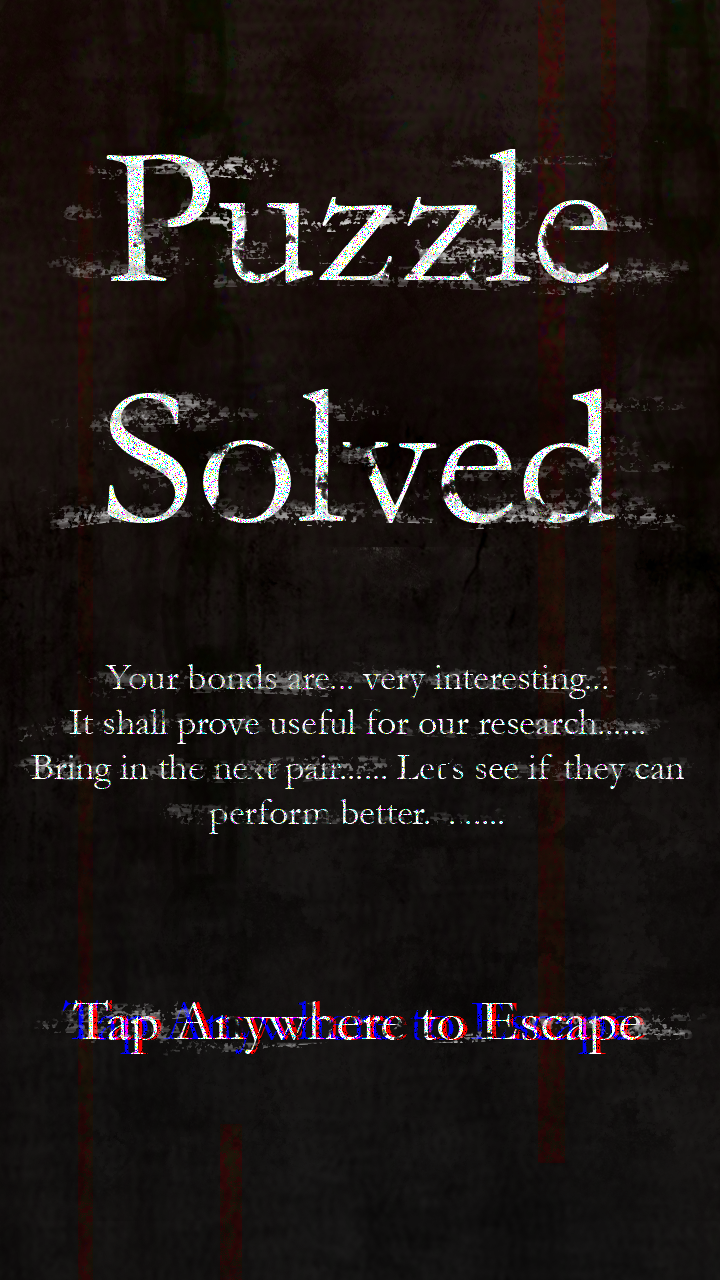 Puzzle
Solved
Your bonds are... very interesting...
It shall prove useful for our research......
Bring in the next pair...... Let's see if they can
perform better. ......
Tap Anywhere to Escape